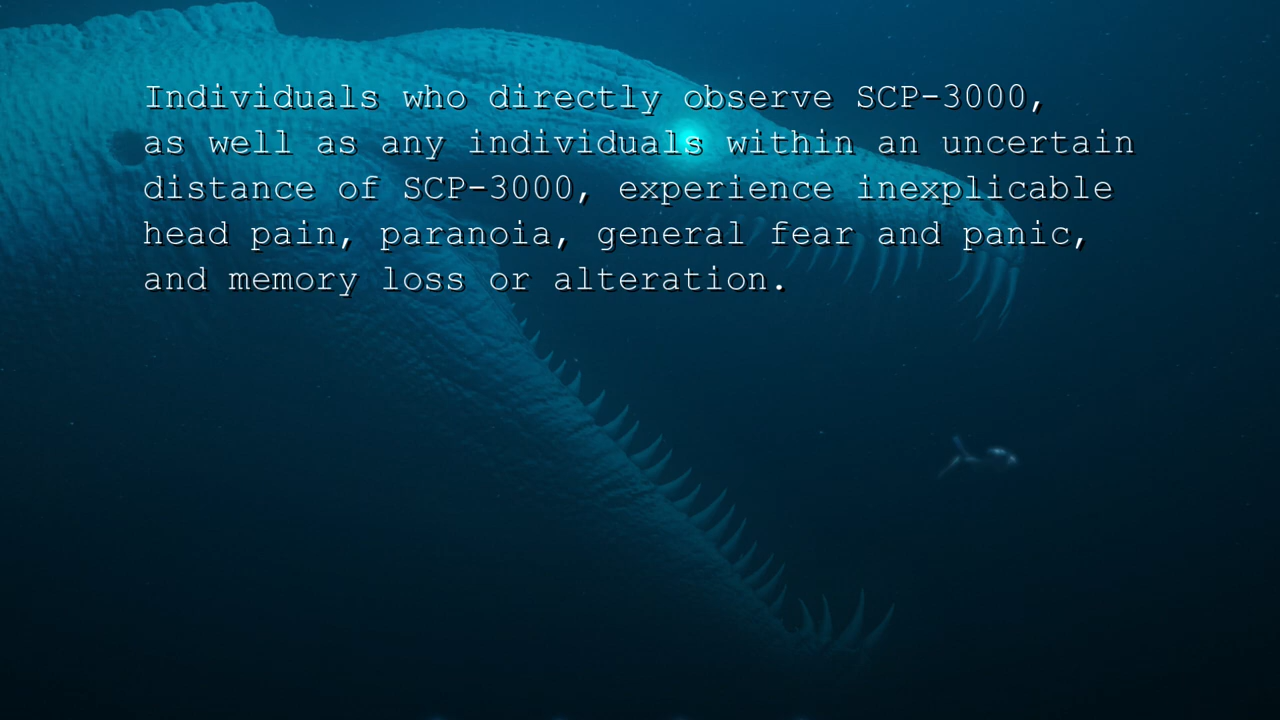 Individuals who directly observe SCP-3000,
as well as any individuals within an uncertain
distance of SCP-3000, experience inexplicable
head pain, paranoia, general fear and panic,
and memory loss or alteration.